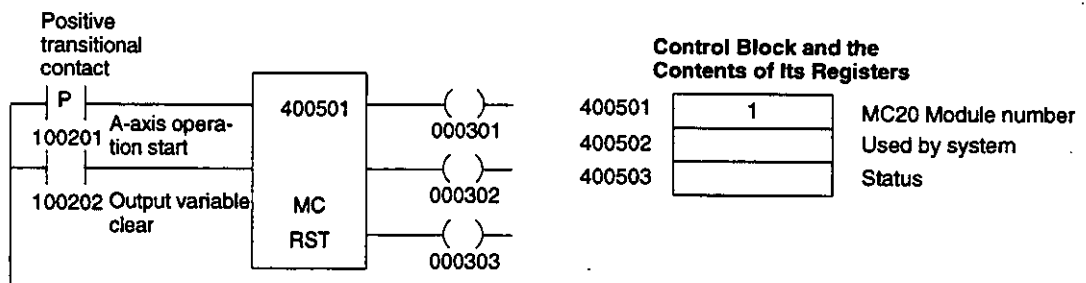 Positive
transitional
contact
P
100201
A-axis opera-
tion start
100202
Output variable
clear
400501
MC
RST
000301
000302
000303
Control Block and the
Contents of Its Registers
400501 1 MC20 Module number
400502 Used by system
400503 Status